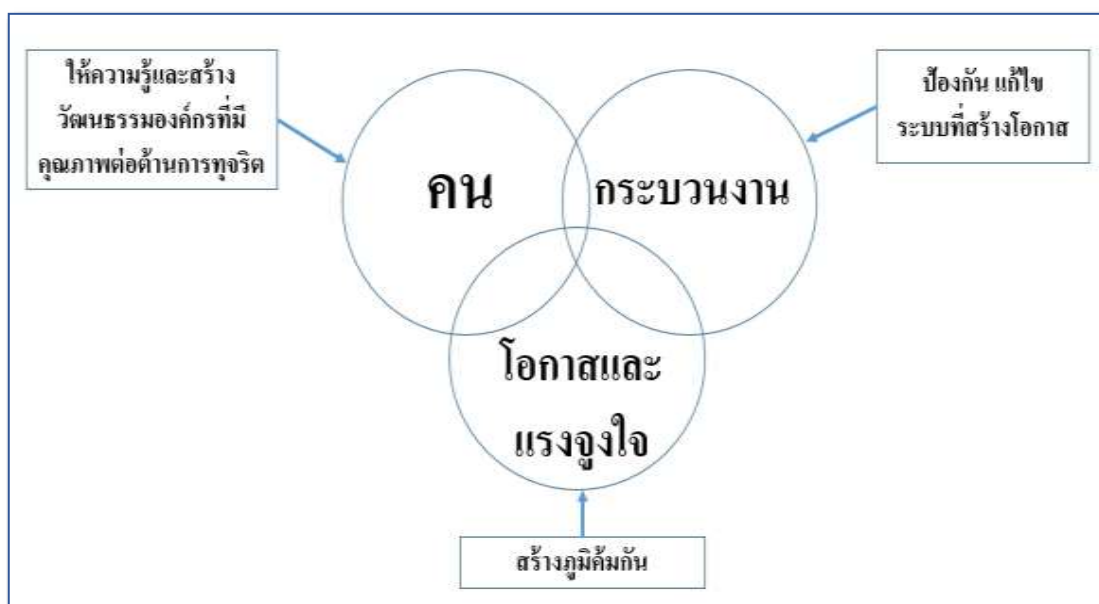 ให้ความรู้และสร้าง
วัฒนธรรมองค์กรที่มี
คุณภาพต่อต้านการทุจริต
ป้องกัน แก้ไข
ระบบที่สร้างโอกาส
คน
กระบวนงาน
โอกาสและ
แรงจูงใจ
สร้างภูมิคุ้มกัน